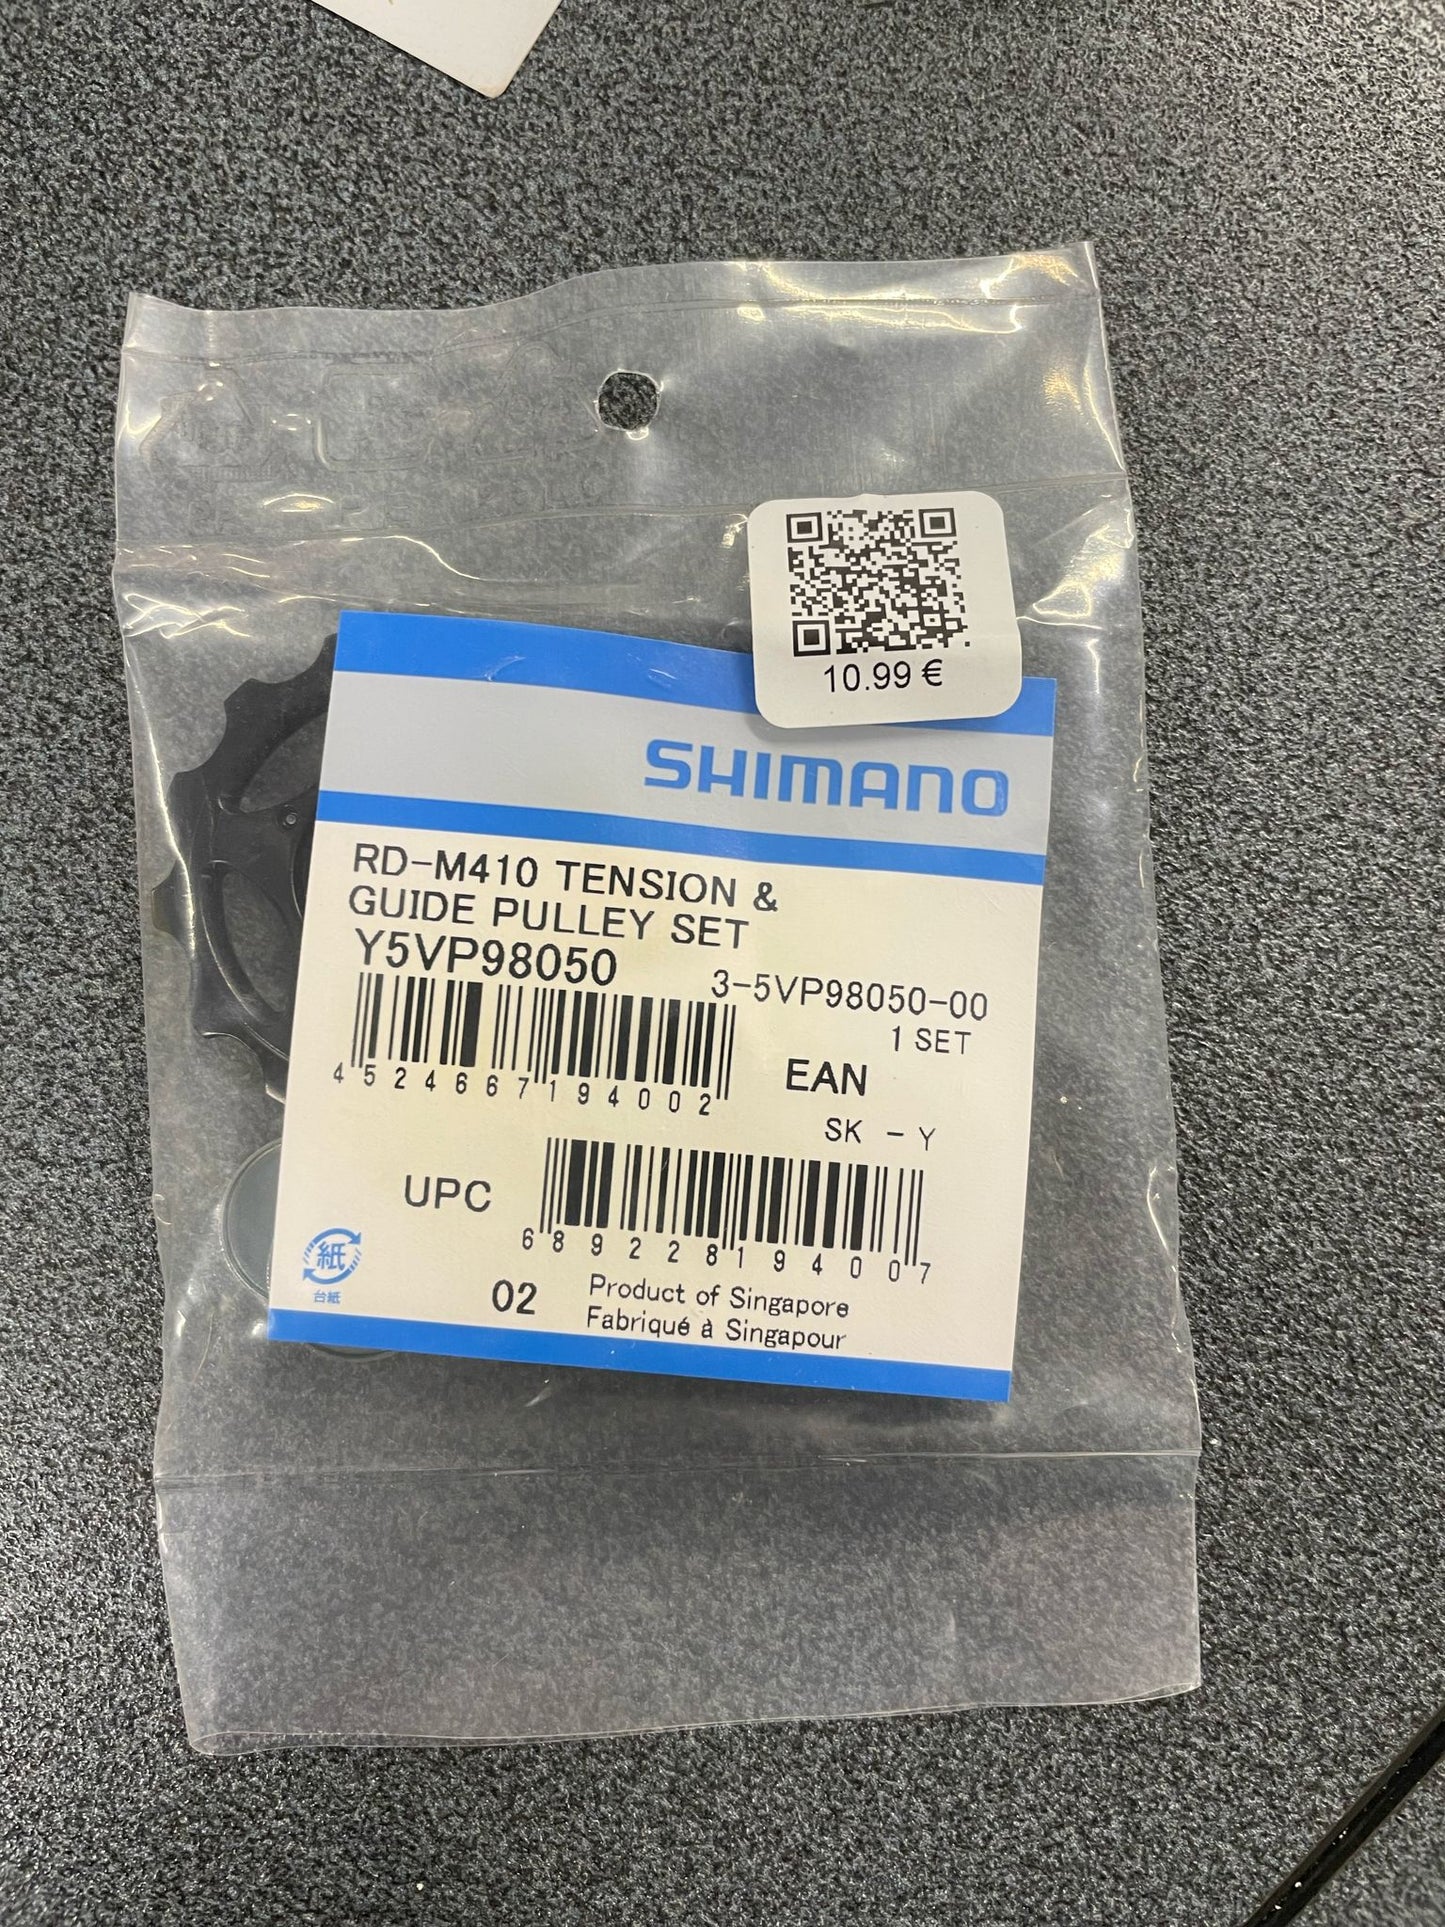 10.99 €
SHIMANO
RD-M410 TENSION &
GUIDE PULLEY SET
Y5VP98050
3-5VP98050-00
1 SET
4524667194002
EAN
SK - Y
UPC
689228194007
紙
台紙
02
Product of Singapore
Fabriqué à Singapour